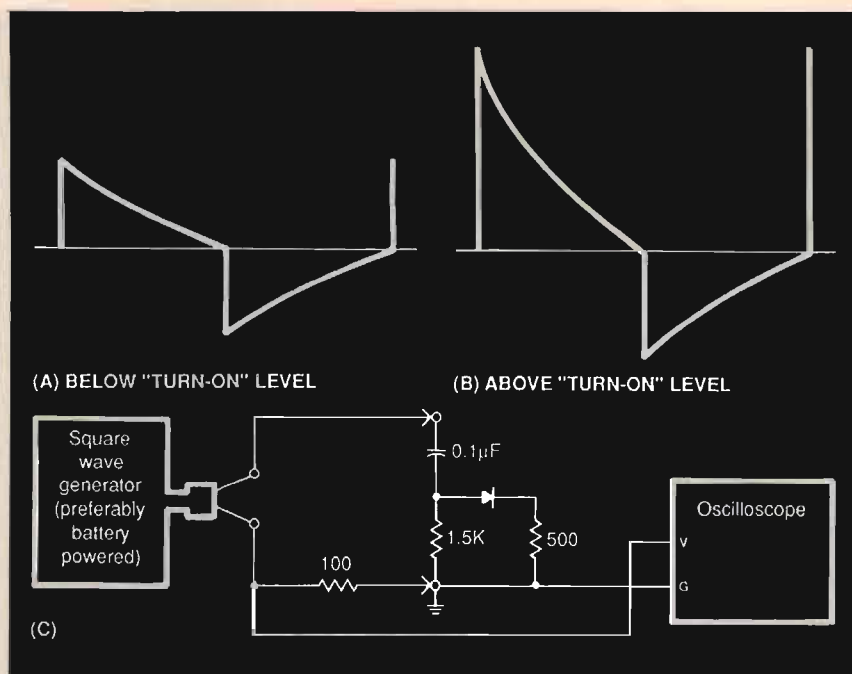 (A) BELOW "TURN-ON" LEVEL
(B) ABOVE "TURN-ON" LEVEL
Square
wave
generator
(preferably
battery
powered)
0.1µF
1.5K
500
100
Oscilloscope
V
G
(C)